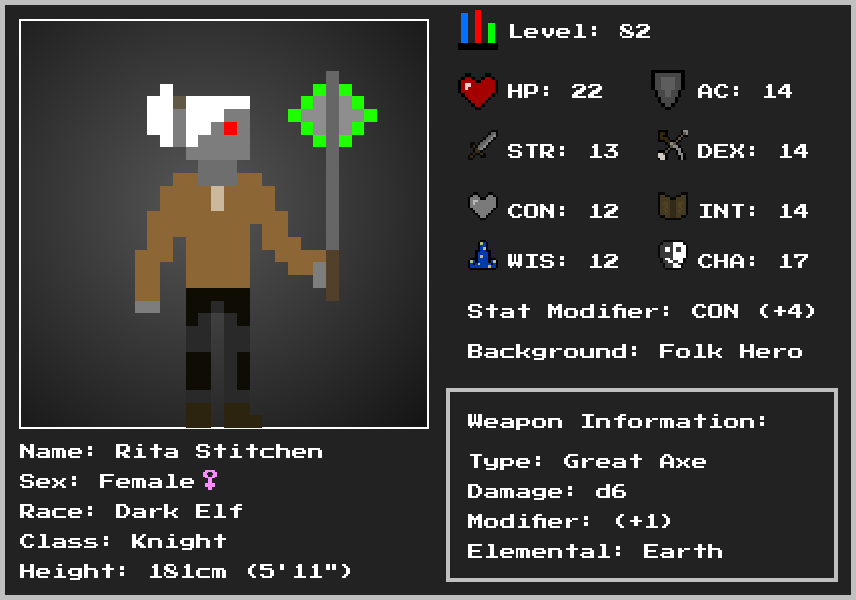 Level: 82
HP: 22
AC: 14
STR: 13
DEX: 14
CON: 12
INT: 14
WIS: 12
CHA: 17
Stat Modifier: CON (+4)
Background: Folk Hero
Name: Rita Stitchen
Sex: Female♀
Race: Dark Elf
Class: Knight
Height: 181cm (5'11")
Weapon Information:
Type: Great Axe
Damage: d6
Modifier: (+1)
Elemental: Earth